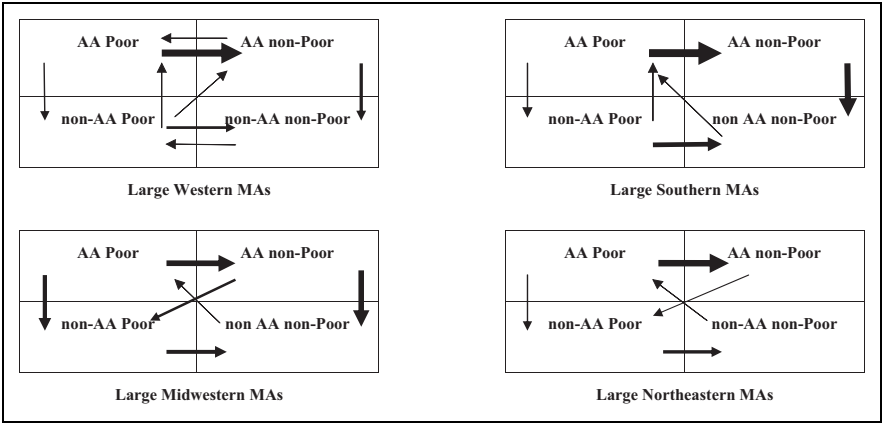 AA Poor AA non-Poor
non-AA Poor non-AA non-Poor
Large Western MAs
AA Poor AA non-Poor
non-AA Poor non AA non-Poor
Large Southern MAs
AA Poor AA non-Poor
non-AA Poor non AA non-Poor
Large Midwestern MAs
AA Poor AA non-Poor
non-AA Poor non-AA non-Poor
Large Northeastern MAs